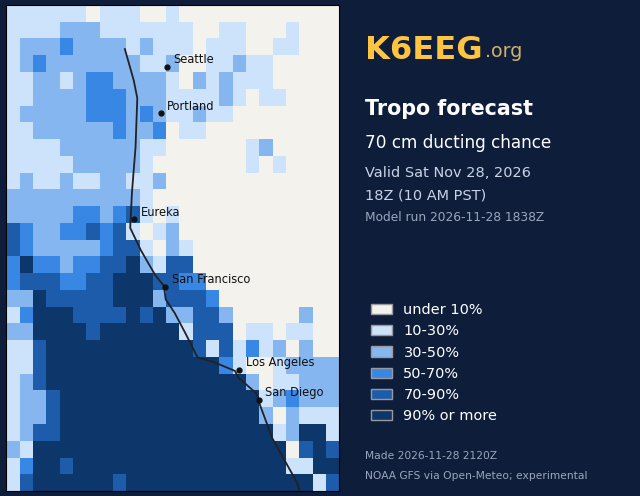 K6EEG.org
Tropo forecast
70 cm ducting chance
Valid Sat Nov 28, 2026
18Z (10 AM PST)
Model run 2026-11-28 1838Z
Seattle
Portland
Eureka
San Francisco
Los Angeles
San Diego
under 10%
10-30%
30-50%
50-70%
70-90%
90% or more
Made 2026-11-28 2120Z
NOAA GFS via Open-Meteo; experimental